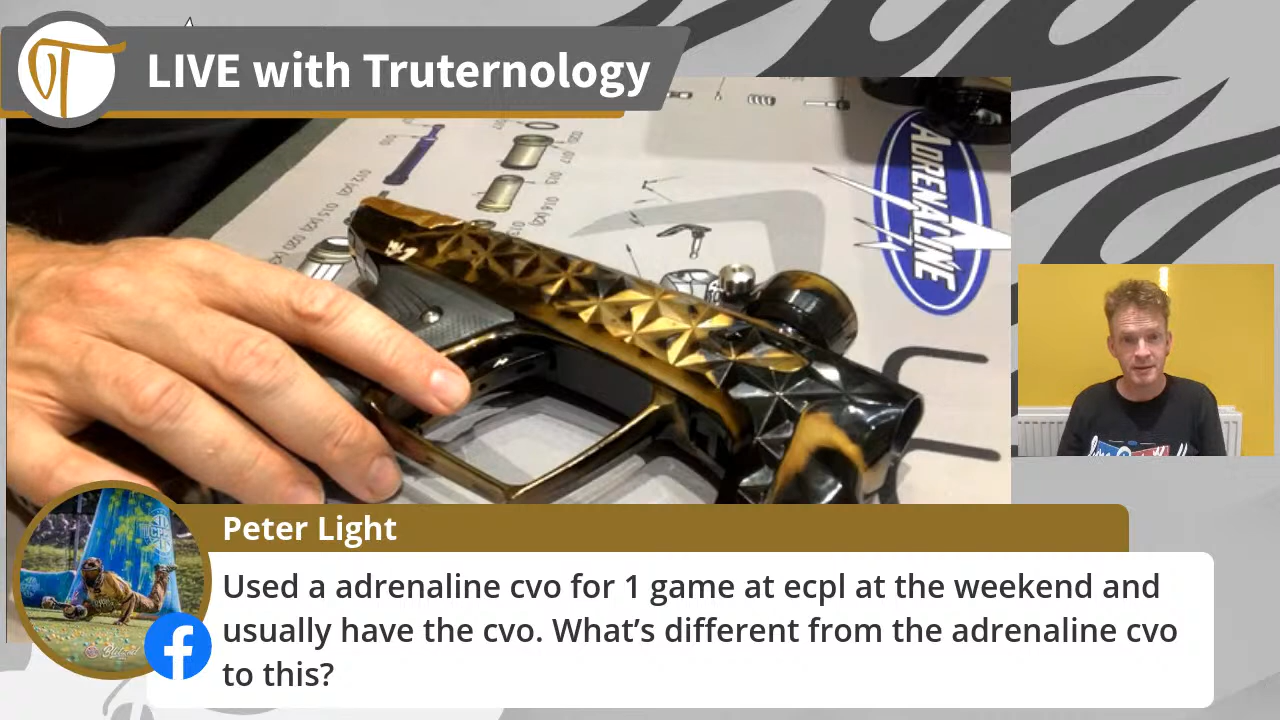 LIVE with Truternology
ADRENALINE
Peter Light
Used a adrenaline cvo for 1 game at ecpl at the weekend and
usually have the cvo. What’s different from the adrenaline cvo
to this?